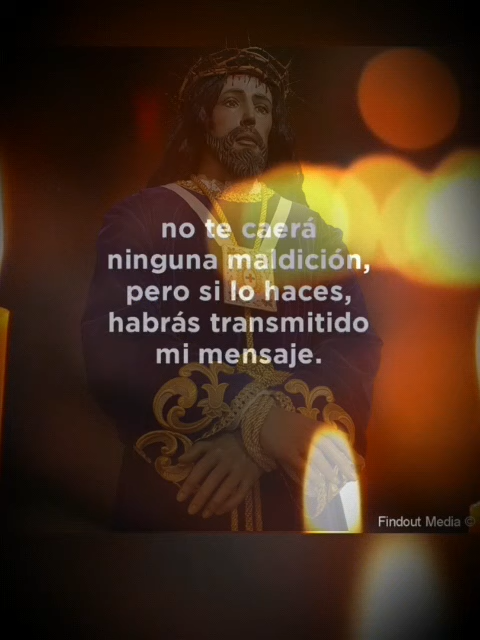 no te caerá
ninguna maldición,
pero si lo haces,
habrás transmitido
mi mensaje.
Findout Media ©